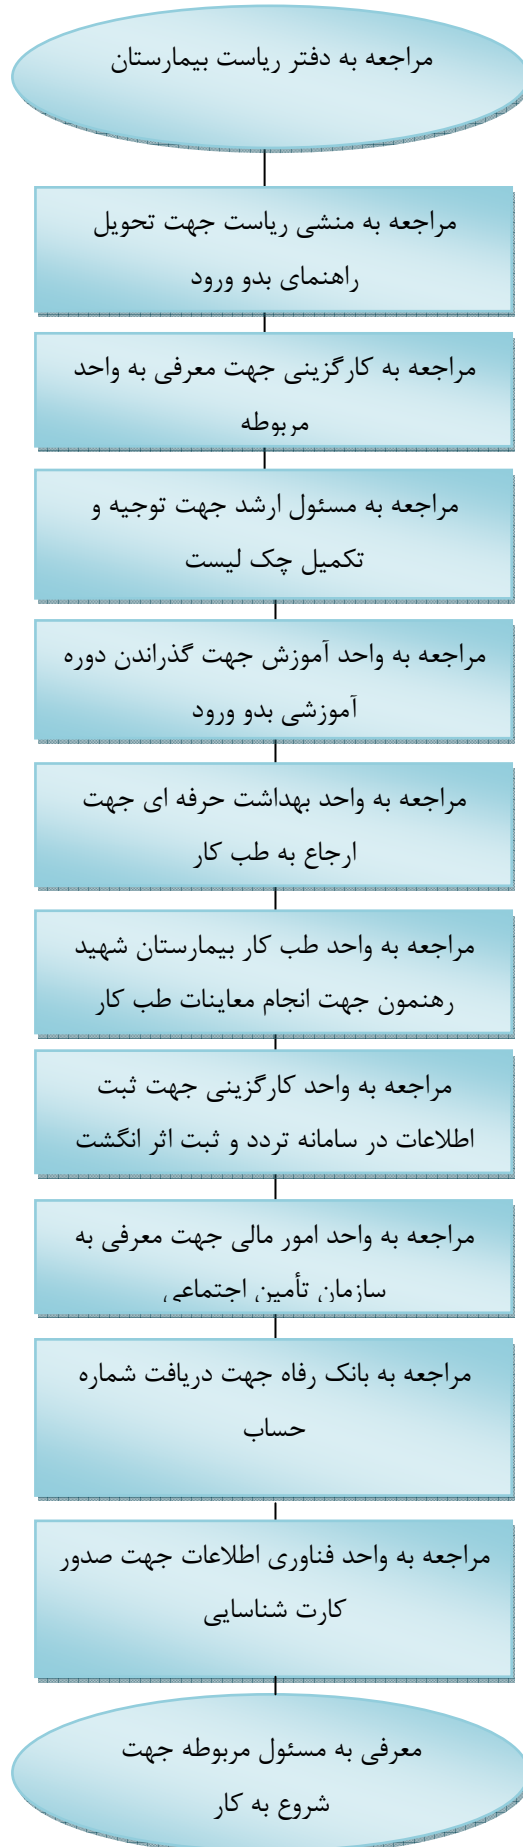 مراجعه به دفتر ریاست بیمارستان
مراجعه به منشی ریاست جهت تحویل
راهنمای بدو ورود
مراجعه به کارگزینی جهت معرفی به واحد
مربوطه
مراجعه به مسئول ارشد جهت توجیه و
تکمیل چک لیست
مراجعه به واحد آموزش جهت گذراندن دوره
آموزشی بدو ورود
مراجعه به واحد بهداشت حرفه ای جهت
ارجاع به طب کار
مراجعه به واحد طب کار بیمارستان شهید
رهنمون جهت انجام معاینات طب کار
مراجعه به واحد کارگزینی جهت ثبت
اطلاعات در سامانه تردد و ثبت اثر انگشت
مراجعه به واحد امور مالی جهت معرفی به
سازمان تأمین اجتماعی
مراجعه به بانک رفاه جهت دریافت شماره
حساب
مراجعه به واحد فناوری اطلاعات جهت صدور
کارت شناسایی
معرفی به مسئول مربوطه جهت
شروع به کار